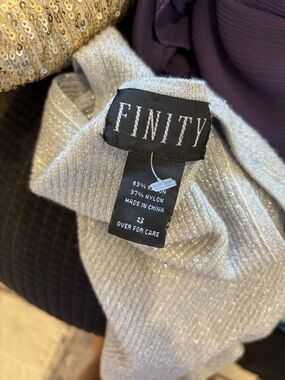 FINITY
63%
37% NYLON
MADE IN CHINA
S
OVER FOR CARE